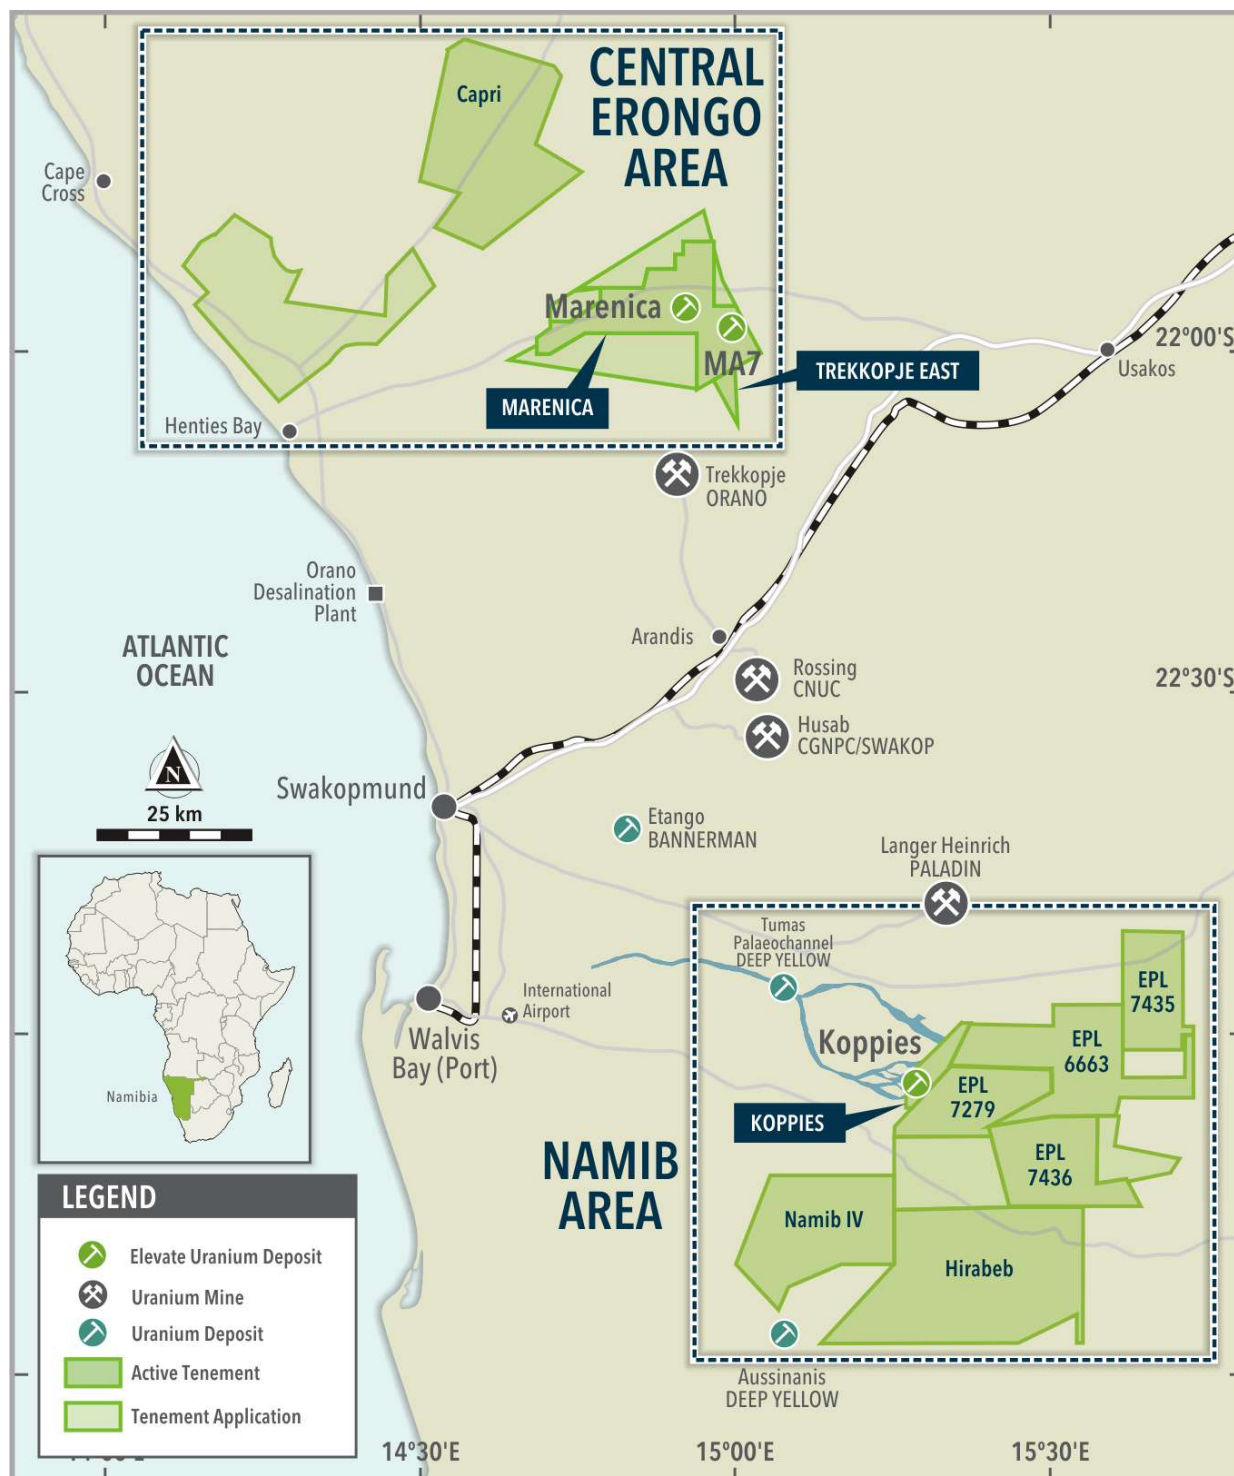 CENTRAL
ERONGO
AREA
Capri
Cape
Cross
Marenica
MA7
TREKKOPJE EAST
MARENICA
22°00'S
Usakos
Henties Bay
Trekkopje
ORANO
Orano
Desalination
Plant
Arandis
ATLANTIC
OCEAN
Rossing
CNUC
22°30'S
Husab
CGNPC/SWAKOP
N
25 km
Swakopmund
Etango
BANNERMAN
Langer Heinrich
PALADIN
Tumas
Palaeochannel
DEEP YELLOW
International
Airport
Walvis
Bay (Port)
Koppies
KOPPIES
EPL
7435
EPL
6663
EPL
7279
EPL
7436
Namibia
NAMIB
AREA
Namib IV
Hirabeb
Aussinanis
DEEP YELLOW
LEGEND
Elevate Uranium Deposit
Uranium Mine
Uranium Deposit
Active Tenement
Tenement Application
14°30'E
15°00'E
15°30'E